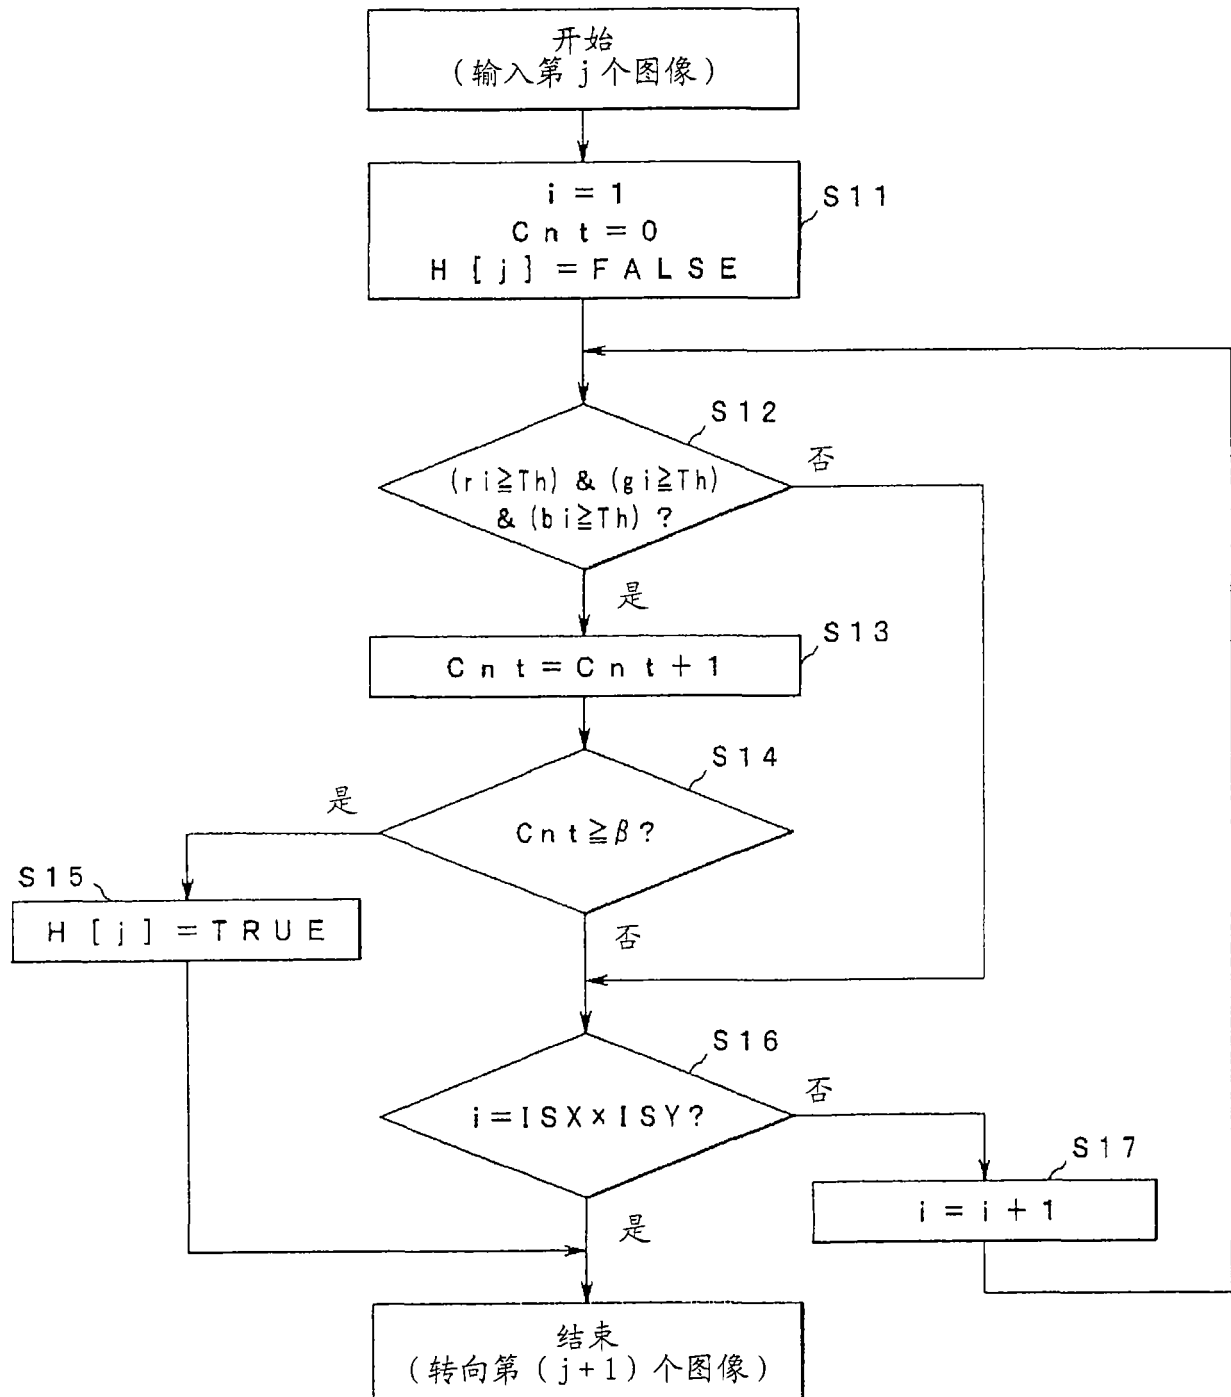 开始
（输入第j个图像）
i=1
Cnt=0
H[j]=FALSE
S11
S12
否
(ri≧Th) & (gi≧Th)
& (bi≧Th)?
是
S13
Cnt=Cnt+1
S14
是
Cnt≧β?
S15
H[j]=TRUE
否
S16
否
i=ISX×ISY?
S17
i=i+1
是
结束
（转向第（j+1）个图像）